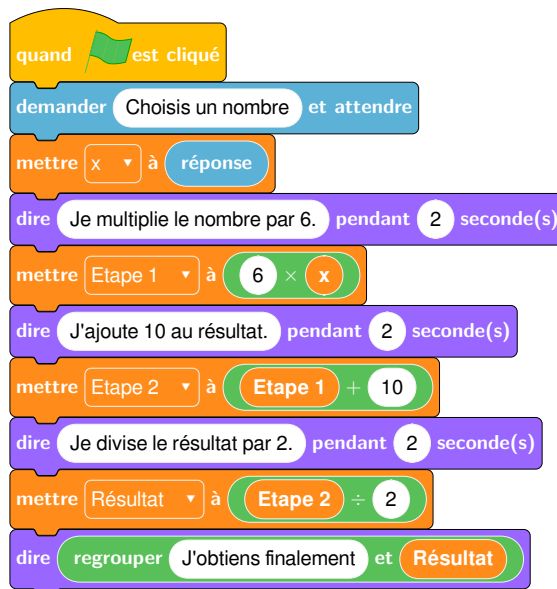 quand est cliqué
demander Choisis un nombre et attendre
mettre x ▼ à réponse
dire Je multiplie le nombre par 6. pendant 2 seconde(s)
mettre Etape 1 ▼ à 6 × x
dire J'ajoute 10 au résultat. pendant 2 seconde(s)
mettre Etape 2 ▼ à Etape 1 + 10
dire Je divise le résultat par 2. pendant 2 seconde(s)
mettre Résultat ▼ à Etape 2 ÷ 2
dire regrouper J'obtiens finalement et Résultat